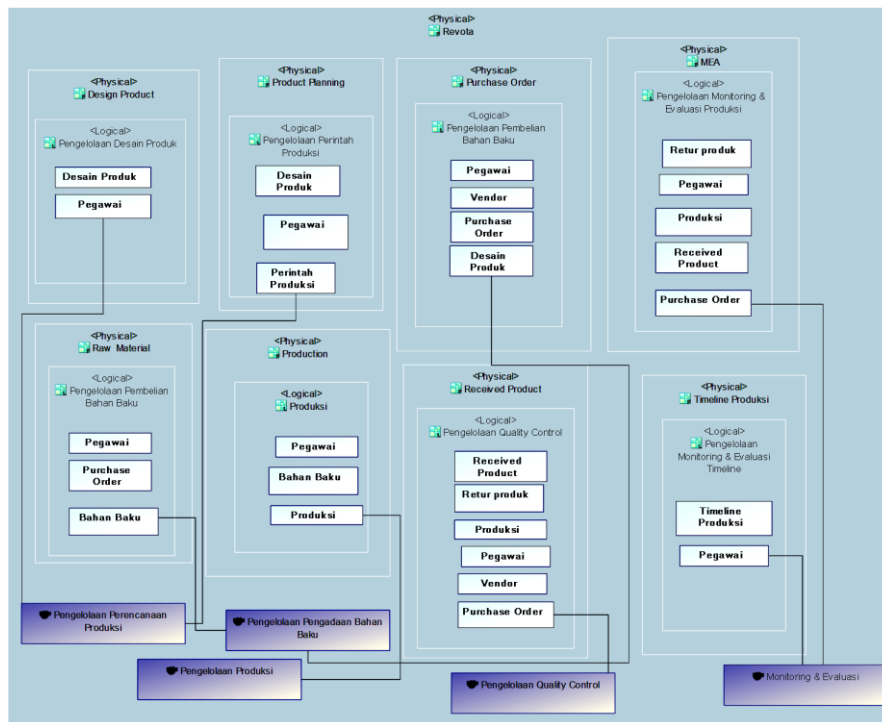 <Physical>
Revota
<Physical>
Design Product
<Logical>
Pengelolaan Desain Produk
Desain Produk
Pegawai
<Physical>
Product Planning
<Logical>
Pengelolaan Perintah
Produksi
Desain
Produk
Pegawai
Perintah
Produksi
<Physical>
Purchase Order
<Logical>
Pengelolaan Pembelian
Bahan Baku
Pegawai
Vendor
Purchase
Order
Desain
Produk
<Physical>
MEA
<Logical>
Pengelolaan Monitoring &
Evaluasi Produksi
Retur produk
Pegawai
Produksi
Received
Product
Purchase Order
<Physical>
Raw Material
<Logical>
Pengelolaan Pembelian
Bahan Baku
Pegawai
Purchase
Order
Bahan Baku
<Physical>
Production
<Logical>
Produksi
Pegawai
Bahan Baku
Produksi
<Physical>
Received Product
<Logical>
Pengelolaan Quality Control
Received
Product
Retur produk
Produksi
Pegawai
Vendor
Purchase Order
<Physical>
Timeline Produksi
<Logical>
Pengelolaan
Monitoring & Evaluasi
Timeline
Timeline
Produksi
Pegawai
Pengelolaan Perencanaan
Produksi
Pengelolaan Pengadaan Bahan
Baku
Pengelolaan Produksi
Pengelolaan Quality Control
Monitoring & Evaluasi